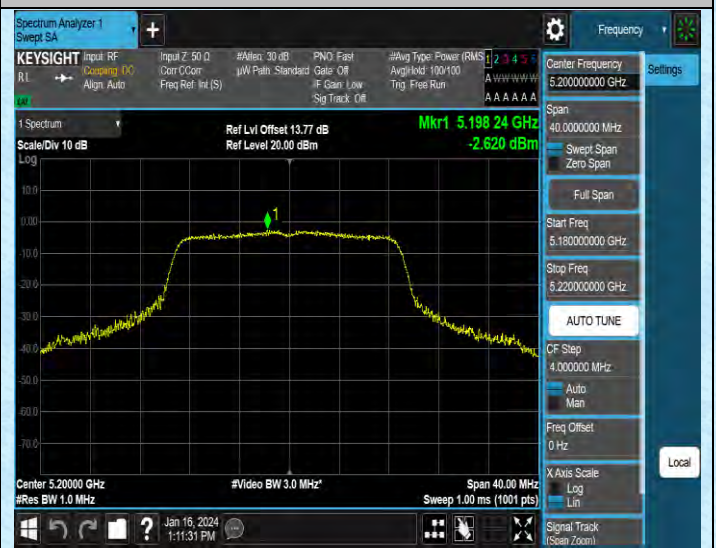 Spectrum Analyzer 1
Swept SA
+
Frequency
KEYSIGHT
RL
Input: RF
Coupling: DC
Align: Auto
Input Z: 50 Ω
Corr CCorr
Freq Ref: Int (S)
#Atten: 30 dB
µW Path: Standard
PNO: Fast
Gate: Off
IF Gain: Low
Sig Track: Off
#Avg Type: Power (RMS)
Avg|Hold: 100/100
Trig: Free Run
1 2 3 4 5 6
A W W W W W
A A A A A A
1 Spectrum
Scale/Div 10 dB
Ref Lvl Offset 13.77 dB
Ref Level 20.00 dBm
Mkr1 5.198 24 GHz
-2.620 dBm
Log
10.0
0.00
-10.0
-20.0
-30.0
-40.0
-50.0
-60.0
-70.0
1
Center 5.20000 GHz
#Res BW 1.0 MHz
#Video BW 3.0 MHz*
Span 40.00 MHz
Sweep 1.00 ms (1001 pts)
Center Frequency
5.200000000 GHz
Settings
Span
40.0000000 MHz
Swept Span
Zero Span
Full Span
Start Freq
5.180000000 GHz
Stop Freq
5.220000000 GHz
AUTO TUNE
CF Step
4.000000 MHz
Auto
Man
Freq Offset
0 Hz
X Axis Scale
Log
Lin
Local
Signal Track
(Span Zoom)
?
Jan 16, 2024
1:11:31 PM